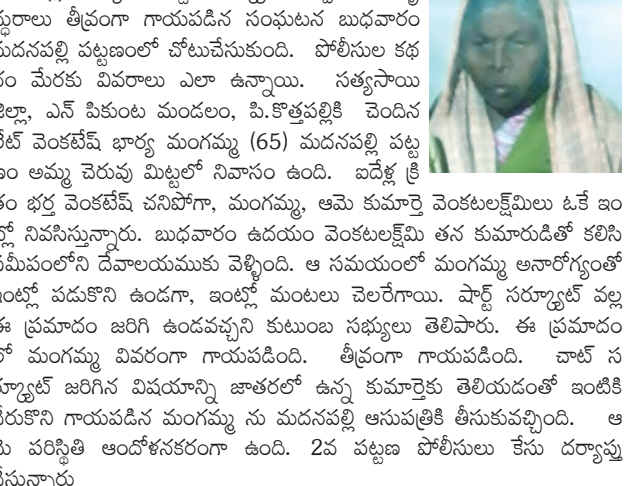 ద్ధురాలు తీవ్రంగా గాయపడిన సంఘటన బుధవారం
మదనపల్లి పట్టణంలో చోటుచేసుకుంది. పోలీసుల కథ
నం మేరకు వివరాలు ఎలా ఉన్నాయి. సత్యసాయి
జిల్లా, ఎన్ పికుంట మండలం, పి.కొత్తపల్లికి చెందిన
లేట్ వెంకటేష్ భార్య మంగమ్మ (65) మదనపల్లి పట్ట
ణం అమ్మ చెరువు మిట్టలో నివాసం ఉంది. ఐదేళ్ల క్రి
తం భర్త వెంకటేష్ చనిపోగా, మంగమ్మ, ఆమె కుమార్తె వెంకటలక్ష్మిలు ఓకే ఇం
ట్లో నివసిస్తున్నారు. బుధవారం ఉదయం వెంకటలక్ష్మి తన కుమారుడితో కలిసి
సమీపంలోని దేవాలయముకు వెళ్ళింది. ఆ సమయంలో మంగమ్మ అనారోగ్యంతో
ఇంట్లో పడుకొని ఉండగా, ఇంట్లో మంటలు చెలరేగాయి. షార్ట్ సర్క్యూట్ వల్ల
ఈ ప్రమాదం జరిగి ఉండవచ్చని కుటుంబ సభ్యులు తెలిపారు. ఈ ప్రమాదం
లో మంగమ్మ వివరంగా గాయపడింది. తీవ్రంగా గాయపడింది. చాట్ స
ర్క్యూట్ జరిగిన విషయాన్ని జాతరలో ఉన్న కుమార్తెకు తెలియడంతో ఇంటికి
చేరుకొని గాయపడిన మంగమ్మ ను మదనపల్లి ఆసుపత్రికి తీసుకువచ్చింది. ఆ
మె పరిస్థితి ఆందోళనకరంగా ఉంది. 2వ పట్టణ పోలీసులు కేసు దర్యాప్తు
చేస్తున్నారు